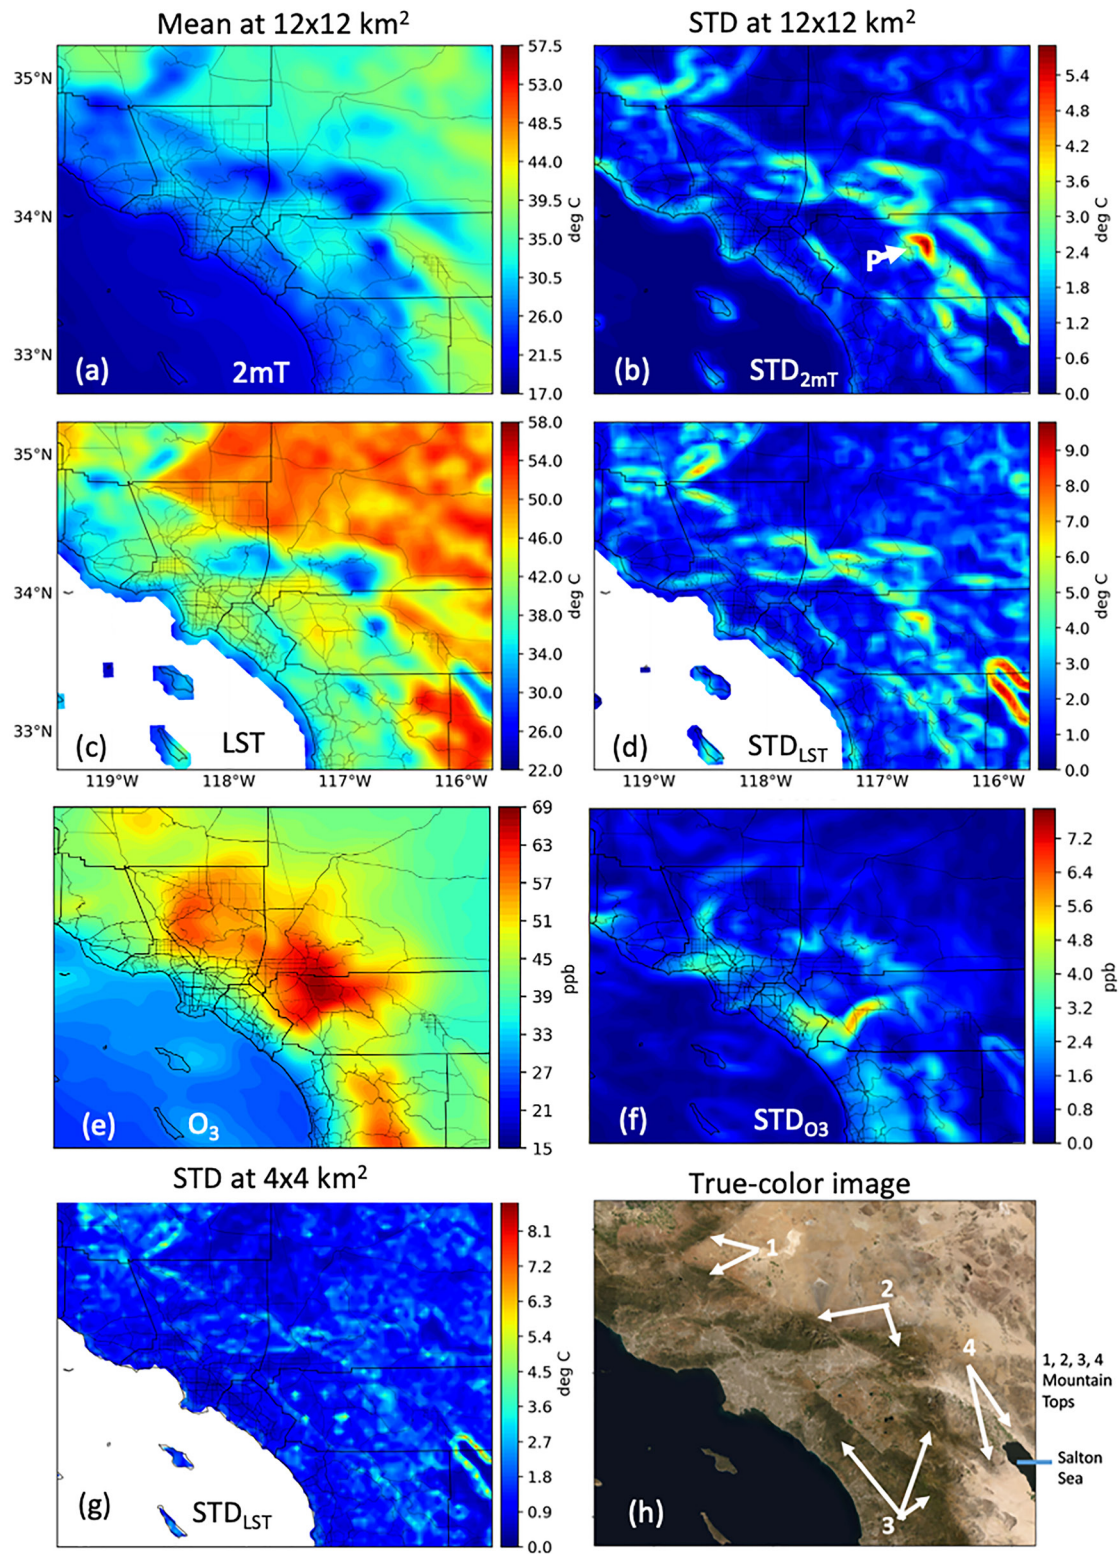 Mean at 12x12 km²
STD at 12x12 km²
35°N
34°N
33°N
(a)
2mT
57.5
53.0
48.5
44.0
39.5
35.0
30.5
26.0
21.5
17.0
deg C
P
(b)
STD2mT
5.4
4.8
4.2
3.6
3.0
2.4
1.8
1.2
0.6
0.0
deg C
35°N
34°N
33°N
(c)
LST
119°W
118°W
117°W
116°W
58.0
54.0
50.0
46.0
42.0
38.0
34.0
30.0
26.0
22.0
deg C
(d)
STDLST
119°W
118°W
117°W
116°W
9.0
8.0
7.0
6.0
5.0
4.0
3.0
2.0
1.0
0.0
deg C
(e)
O3
69
63
57
51
45
39
33
27
21
15
ppb
(f)
STDO3
7.2
6.4
5.6
4.8
4.0
3.2
2.4
1.6
0.8
0.0
ppb
STD at 4x4 km²
True-color image
(g)
STDLST
8.1
7.2
6.3
5.4
4.5
3.6
2.7
1.8
0.9
0.0
deg C
1
2
4
3
(h)
1, 2, 3, 4
Mountain
Tops
Salton
Sea